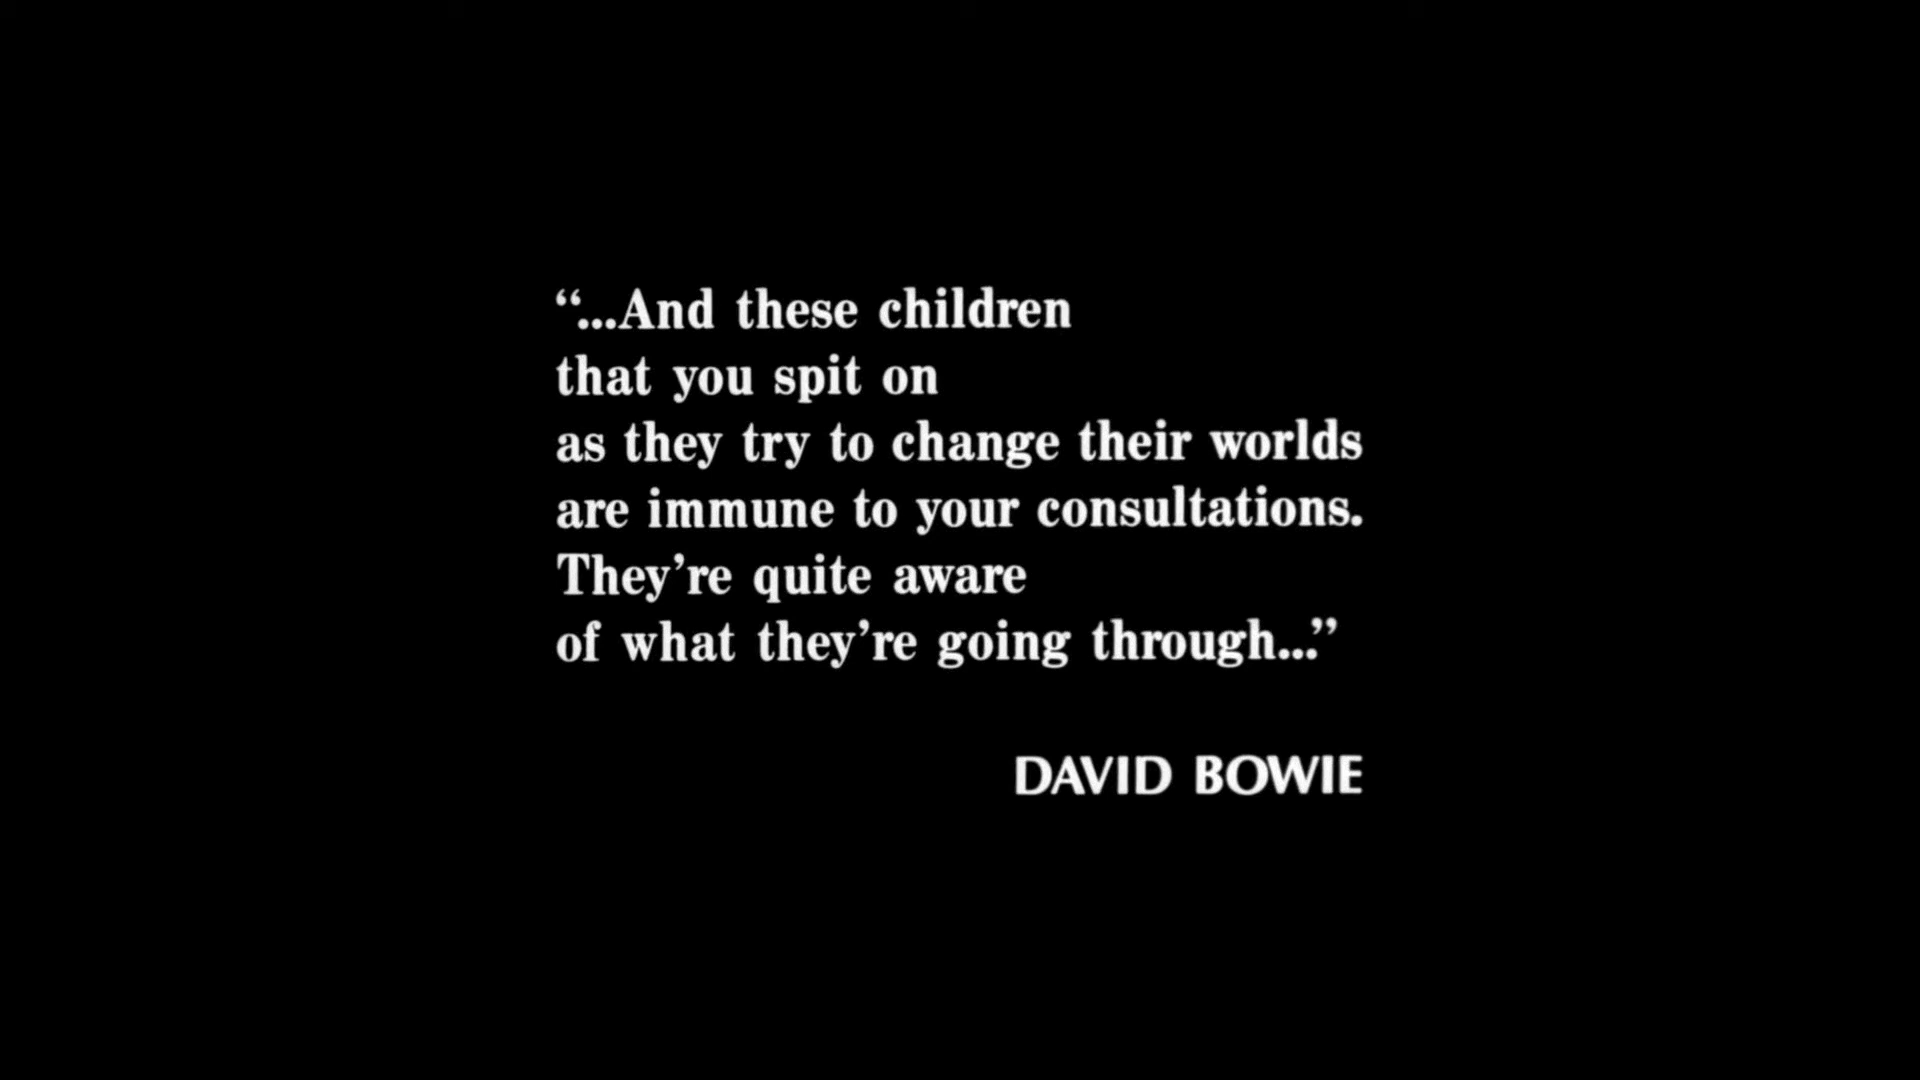 “...And these children
that you spit on
as they try to change their worlds
are immune to your consultations.
They’re quite aware
of what they’re going through...”
DAVID BOWIE